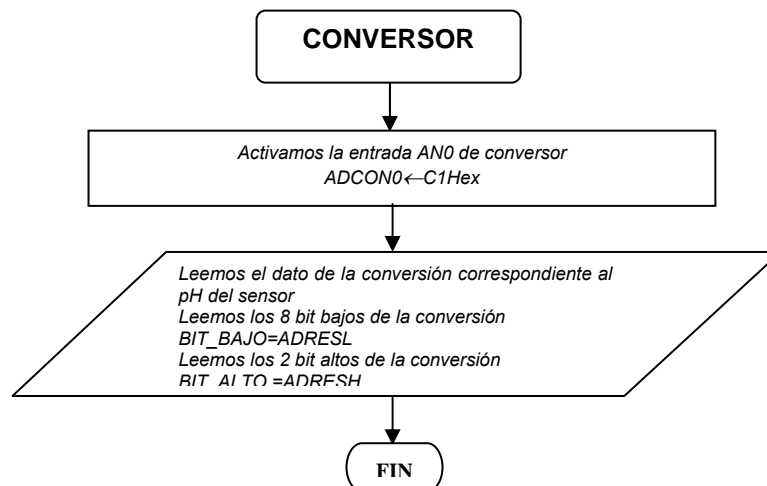 CONVERSOR
Activamos la entrada AN0 de conversor
ADCON0←C1Hex
Leemos el dato de la conversión correspondiente al
pH del sensor
Leemos los 8 bit bajos de la conversión
BIT_BAJO=ADRESL
Leemos los 2 bit altos de la conversión
BIT_ALTO =ADRESH
FIN